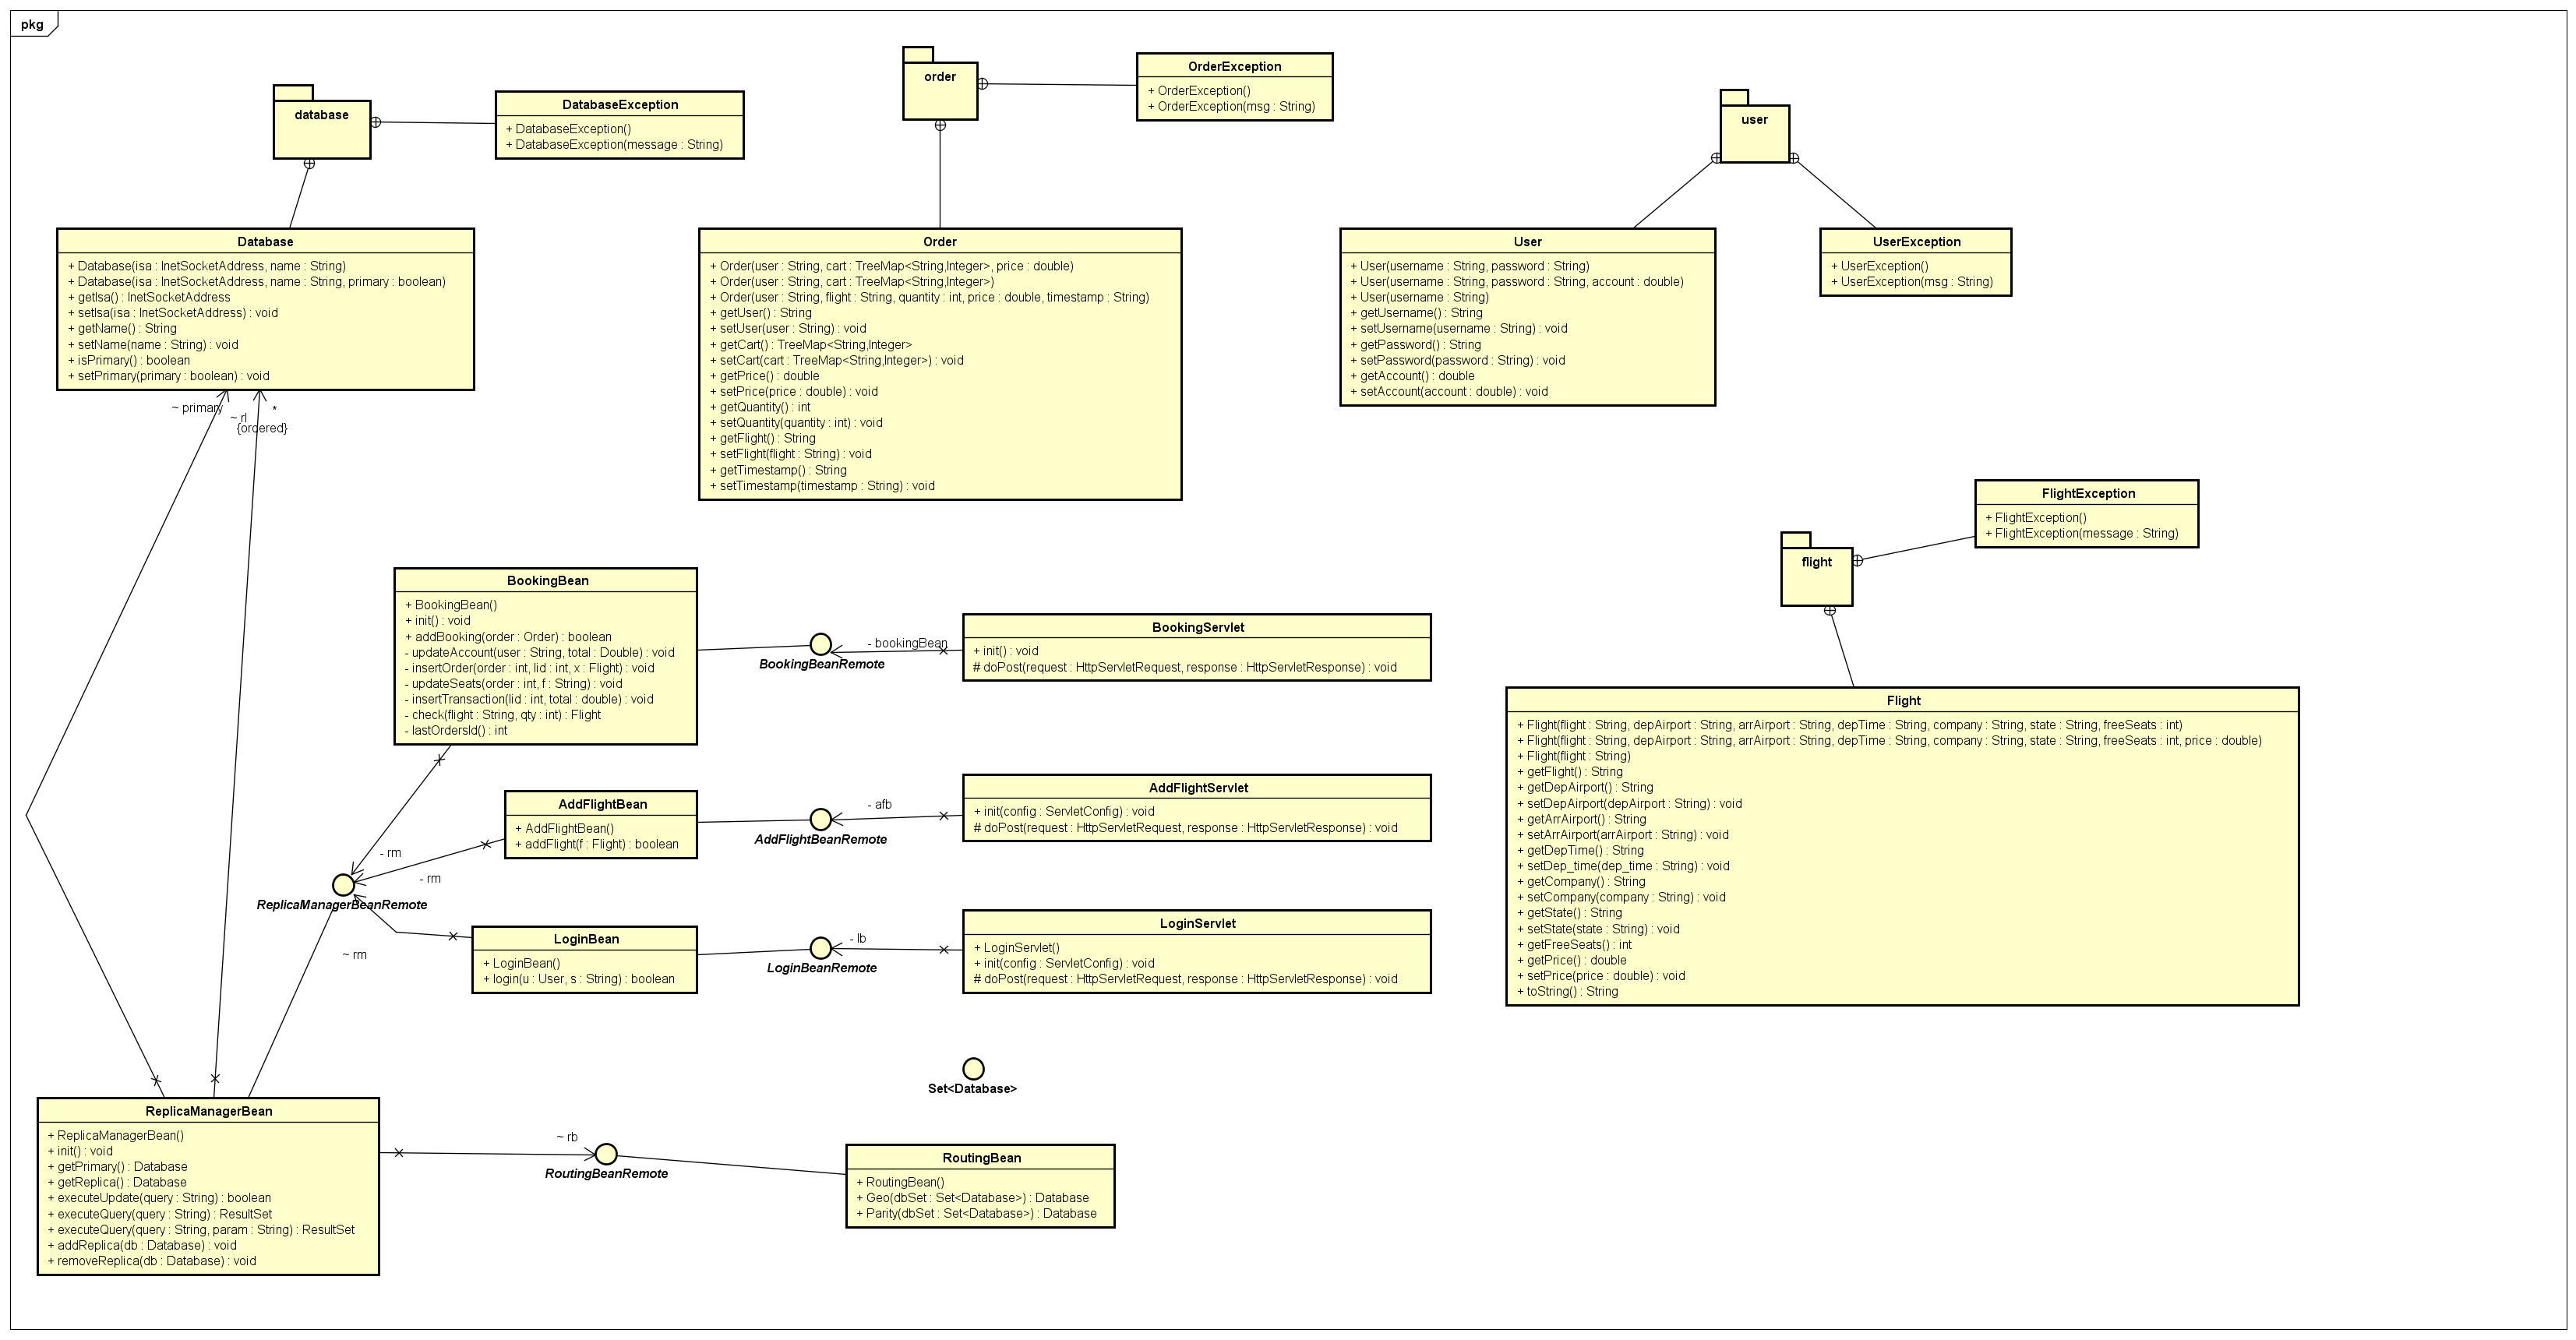 pkg
database
DatabaseException
+ DatabaseException()
+ DatabaseException(message : String)
order
OrderException
+ OrderException()
+ OrderException(msg : String)
user
Database
+ Database(isa : InetSocketAddress, name : String)
+ Database(isa : InetSocketAddress, name : String, primary : boolean)
+ getIsa() : InetSocketAddress
+ setIsa(isa : InetSocketAddress) : void
+ getName() : String
+ setName(name : String) : void
+ isPrimary() : boolean
+ setPrimary(primary : boolean) : void
~ primary
~ rl
*
{ordered}
Order
+ Order(user : String, cart : TreeMap<String,Integer>, price : double)
+ Order(user : String, cart : TreeMap<String,Integer>)
+ Order(user : String, flight : String, quantity : int, price : double, timestamp : String)
+ getUser() : String
+ setUser(user : String) : void
+ getCart() : TreeMap<String,Integer>
+ setCart(cart : TreeMap<String,Integer>) : void
+ getPrice() : double
+ setPrice(price : double) : void
+ getQuantity() : int
+ setQuantity(quantity : int) : void
+ getFlight() : String
+ setFlight(flight : String) : void
+ getTimestamp() : String
+ setTimestamp(timestamp : String) : void
User
+ User(username : String, password : String)
+ User(username : String, password : String, account : double)
+ User(username : String)
+ getUsername() : String
+ setUsername(username : String) : void
+ getPassword() : String
+ setPassword(password : String) : void
+ getAccount() : double
+ setAccount(account : double) : void
UserException
+ UserException()
+ UserException(msg : String)
FlightException
+ FlightException()
+ FlightException(message : String)
flight
BookingBean
+ BookingBean()
+ init() : void
+ addBooking(order : Order) : boolean
- updateAccount(user : String, total : Double) : void
- insertOrder(order : int, lid : int, x : Flight) : void
- updateSeats(order : int, f : String) : void
- insertTransaction(lid : int, total : double) : void
- check(flight : String, qty : int) : Flight
- lastOrdersId() : int
BookingBeanRemote
- bookingBean
BookingServlet
+ init() : void
# doPost(request : HttpServletRequest, response : HttpServletResponse) : void
Flight
+ Flight(flight : String, depAirport : String, arrAirport : String, depTime : String, company : String, state : String, freeSeats : int)
+ Flight(flight : String, depAirport : String, arrAirport : String, depTime : String, company : String, state : String, freeSeats : int, price : double)
+ Flight(flight : String)
+ getFlight() : String
+ getDepAirport() : String
+ setDepAirport(depAirport : String) : void
+ getArrAirport() : String
+ setArrAirport(arrAirport : String) : void
+ getDepTime() : String
+ setDep_time(dep_time : String) : void
+ getCompany() : String
+ setCompany(company : String) : void
+ getState() : String
+ setState(state : String) : void
+ getFreeSeats() : int
+ getPrice() : double
+ setPrice(price : double) : void
+ toString() : String
AddFlightBean
+ AddFlightBean()
+ addFlight(f : Flight) : boolean
AddFlightBeanRemote
- afb
AddFlightServlet
+ init(config : ServletConfig) : void
# doPost(request : HttpServletRequest, response : HttpServletResponse) : void
- rm
- rm
ReplicaManagerBeanRemote
~ rm
LoginBean
+ LoginBean()
+ login(u : User, s : String) : boolean
LoginBeanRemote
- lb
LoginServlet
+ LoginServlet()
+ init(config : ServletConfig) : void
# doPost(request : HttpServletRequest, response : HttpServletResponse) : void
Set<Database>
ReplicaManagerBean
+ ReplicaManagerBean()
+ init() : void
+ getPrimary() : Database
+ getReplica() : Database
+ executeUpdate(query : String) : boolean
+ executeQuery(query : String) : ResultSet
+ executeQuery(query : String, param : String) : ResultSet
+ addReplica(db : Database) : void
+ removeReplica(db : Database) : void
~ rb
RoutingBeanRemote
RoutingBean
+ RoutingBean()
+ Geo(dbSet : Set<Database>) : Database
+ Parity(dbSet : Set<Database>) : Database